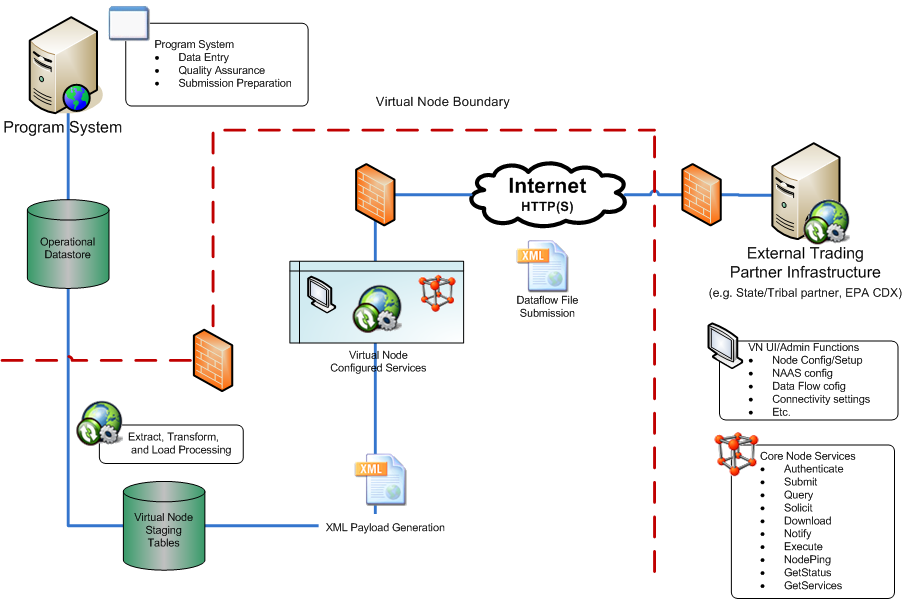 Program System
• Data Entry
• Quality Assurance
• Submission Preparation
Program System
Virtual Node Boundary
Internet
HTTP(S)
Operational
Datastore
External Trading
Partner Infrastructure
(e.g. State/Tribal partner, EPA CDX)
XML
Dataflow File
Submission
Virtual Node
Configured Services
VN UI/Admin Functions
• Node Config/Setup
• NAAS config
• Data Flow cofig
• Connectivity settings
• Etc.
Extract, Transform,
and Load Processing
Core Node Services
• Authenticate
• Submit
• Query
• Solicit
• Download
• Notify
• Execute
• NodePing
• GetStatus
• GetServices
XML
XML Payload Generation
Virtual Node
Staging
Tables